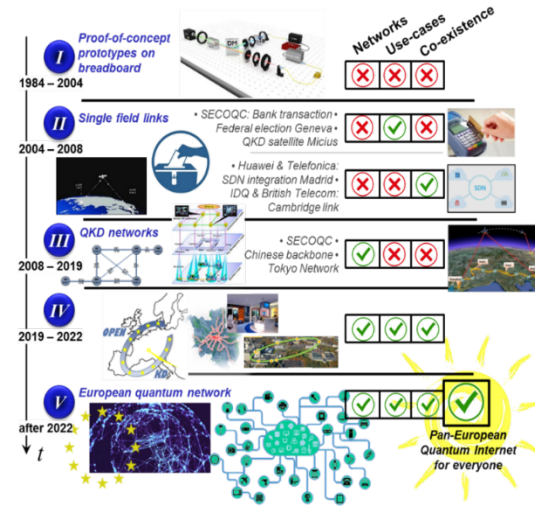 Networks
Use-cases
Co-existence
I
Proof-of-concept
prototypes on
breadboard
DM
1984 – 2004
II
Single field links
2004 – 2008
• SECOQC: Bank transaction
Federal election Geneva •
QKD satellite Micius
• Huawei & Telefonica:
SDN integration Madrid •
IDQ & British Telecom:
Cambridge link
SDN
III
QKD networks
2008 – 2019
• SECOQC •
Chinese backbone •
Tokyo Network
IV
2019 – 2022
OPEN
KD
V
European quantum network
after 2022
t
Pan-European
Quantum Internet
for everyone